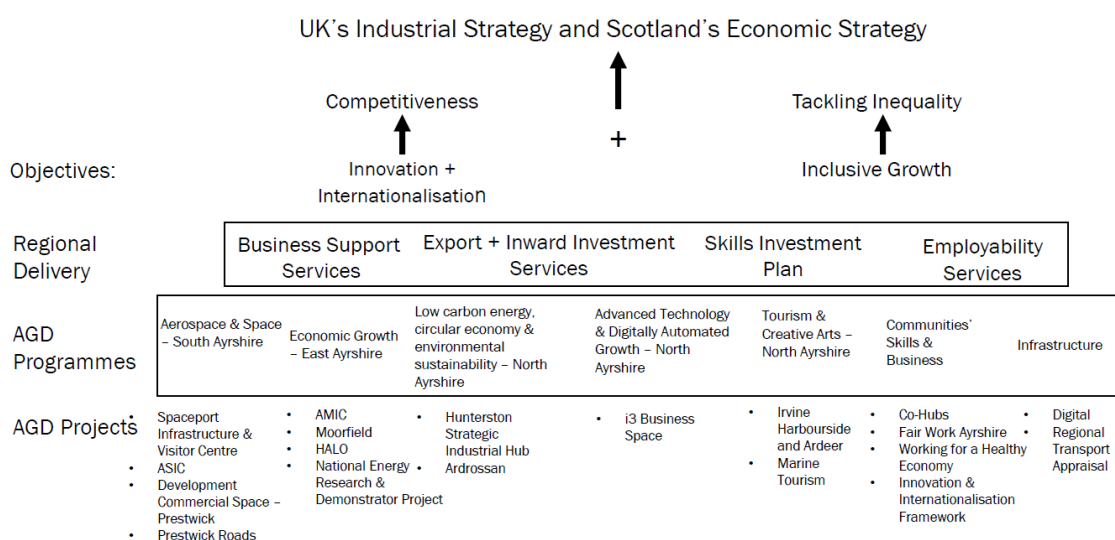 UK's Industrial Strategy and Scotland's Economic Strategy
Competitiveness
Tackling Inequality
+
Objectives:
Innovation +
Internationalisation
Inclusive Growth
Regional
Delivery
Business Support
Services
Export + Inward Investment
Services
Skills Investment
Plan
Employability
Services
AGD
Programmes
Aerospace & Space
– South Ayrshire
Economic Growth
– East Ayrshire
Low carbon energy,
circular economy &
environmental
sustainability – North
Ayrshire
Advanced Technology
& Digitally Automated
Growth – North
Ayrshire
Tourism &
Creative Arts –
North Ayrshire
Communities'
Skills &
Business
Infrastructure
AGD Projects
• Spaceport
Infrastructure &
Visitor Centre
• ASIC
• Development
Commercial Space –
Prestwick
• Prestwick Roads
• AMIC
• Moorfield
• HALO
• National Energy
Research &
Demonstrator Project
• Hunterston
Strategic
Industrial Hub
• Ardrossan
• i3 Business
Space
• Irvine
Harbourside
and Ardeer
• Marine
Tourism
• Co-Hubs
• Fair Work Ayrshire
• Working for a Healthy
Economy
• Innovation &
Internationalisation
Framework
• Digital
• Regional
Transport
Appraisal